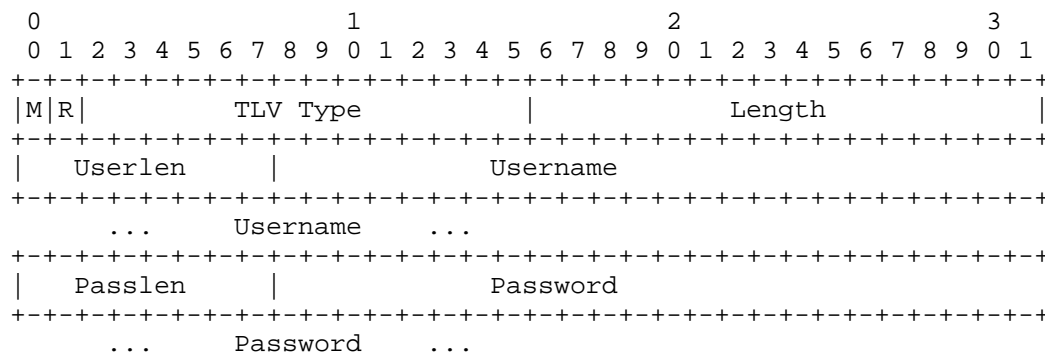 0                   1                   2                   3
 0 1 2 3 4 5 6 7 8 9 0 1 2 3 4 5 6 7 8 9 0 1 2 3 4 5 6 7 8 9 0 1
+-+-+-+-+-+-+-+-+-+-+-+-+-+-+-+-+-+-+-+-+-+-+-+-+-+-+-+-+-+-+-+-+
|M|R|         TLV Type          |            Length             |
+-+-+-+-+-+-+-+-+-+-+-+-+-+-+-+-+-+-+-+-+-+-+-+-+-+-+-+-+-+-+-+-+
|   Userlen     |             Username
+-+-+-+-+-+-+-+-+-+-+-+-+-+-+-+-+-+-+-+-+-+-+-+-+-+-+-+-+-+-+-+-+
      ...     Username    ...
+-+-+-+-+-+-+-+-+-+-+-+-+-+-+-+-+-+-+-+-+-+-+-+-+-+-+-+-+-+-+-+-+
|   Passlen     |             Password
+-+-+-+-+-+-+-+-+-+-+-+-+-+-+-+-+-+-+-+-+-+-+-+-+-+-+-+-+-+-+-+-+
      ...     Password    ...